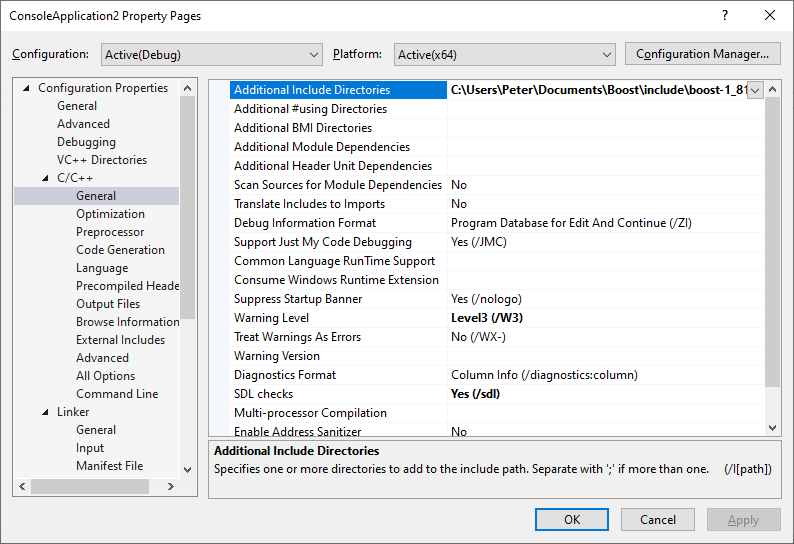 ConsoleApplication2 Property Pages
Configuration: Active(Debug) Platform: Active(x64) Configuration Manager...
Configuration Properties
General
Advanced
Debugging
VC++ Directories
C/C++
General
Optimization
Preprocessor
Code Generation
Language
Precompiled Heade
Output Files
Browse Information
External Includes
Advanced
All Options
Command Line
Linker
General
Input
Manifest File
Additional Include Directories C:\Users\Peter\Documents\Boost\include\boost-1_81
Additional #using Directories
Additional BMI Directories
Additional Module Dependencies
Additional Header Unit Dependencies
Scan Sources for Module Dependencies No
Translate Includes to Imports No
Debug Information Format Program Database for Edit And Continue (/ZI)
Support Just My Code Debugging Yes (/JMC)
Common Language RunTime Support
Consume Windows Runtime Extension
Suppress Startup Banner Yes (/nologo)
Warning Level Level3 (/W3)
Treat Warnings As Errors No (/WX-)
Warning Version
Diagnostics Format Column Info (/diagnostics:column)
SDL checks Yes (/sdl)
Multi-processor Compilation
Enable Address Sanitizer No
Additional Include Directories
Specifies one or more directories to add to the include path. Separate with ';' if more than one. (/I[path])
OK Cancel Apply